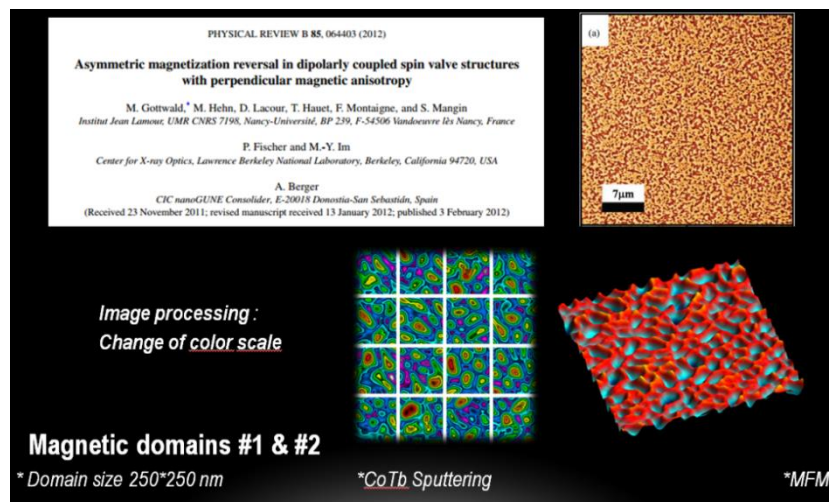 PHYSICAL REVIEW B 85, 064403 (2012)
Asymmetric magnetization reversal in dipolarly coupled spin valve structures
with perpendicular magnetic anisotropy
M. Gottwald,* M. Hehn, D. Lacour, T. Hauet, F. Montaigne, and S. Mangin
Institut Jean Lamour, UMR CNRS 7198, Nancy-Université, BP 239, F-54506 Vandoeuvre lès Nancy, France
P. Fischer and M.-Y. Im
Center for X-ray Optics, Lawrence Berkeley National Laboratory, Berkeley, California 94720, USA
A. Berger
CIC nanoGUNE Consolider, E-20018 Donostia-San Sebastián, Spain
(Received 23 November 2011; revised manuscript received 13 January 2012; published 3 February 2012)
(a)
7μm
Image processing :
Change of color scale
Magnetic domains #1 & #2
* Domain size 250*250 nm
*CoTb Sputtering
*MFM